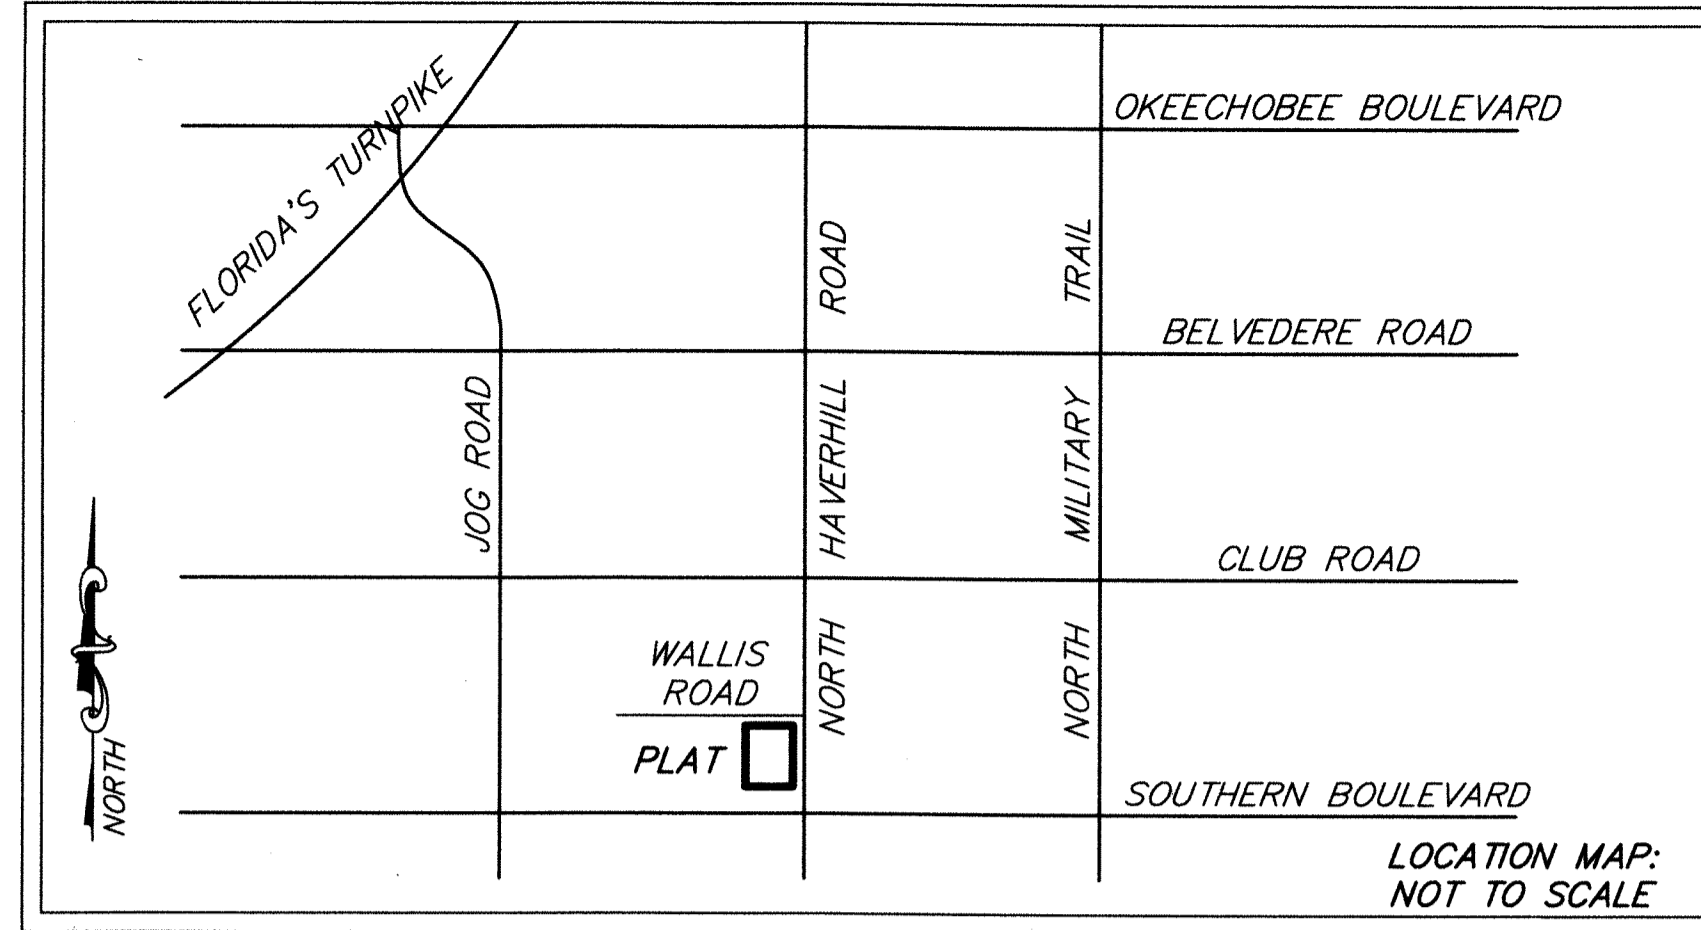 FLORIDA'S TURNPIKE
OKEECHOBEE BOULEVARD
BELVEDERE ROAD
JOG ROAD
NORTH HAVERHILL ROAD
NORTH MILITARY TRAIL
CLUB ROAD
WALLIS
ROAD
PLAT
SOUTHERN BOULEVARD
NORTH
LOCATION MAP:
NOT TO SCALE